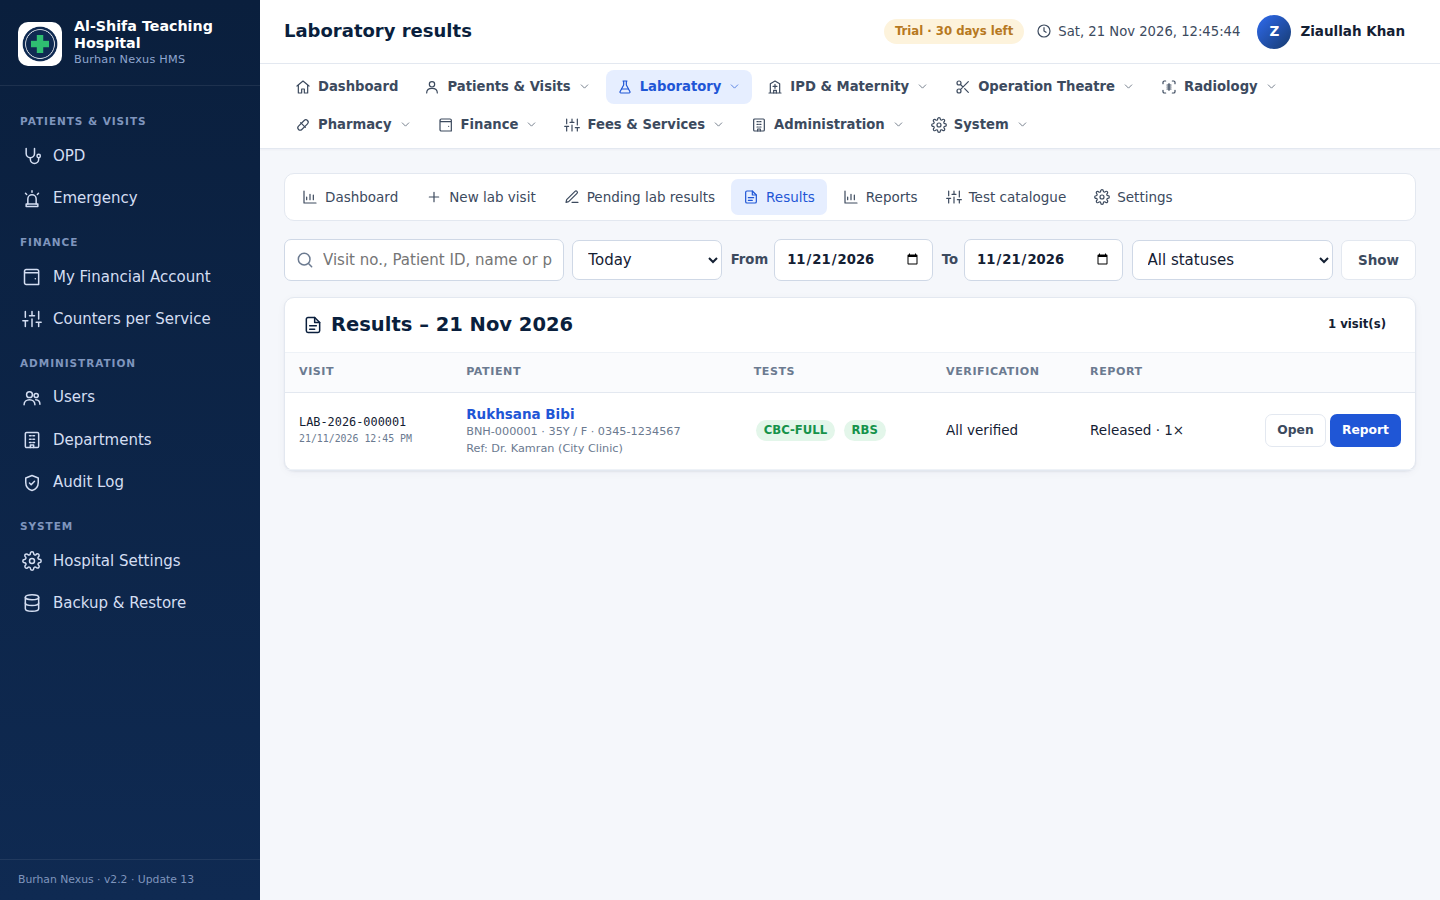 Al-Shifa Teaching
Hospital
Burhan Nexus HMS
PATIENTS & VISITS
OPD
Emergency
FINANCE
My Financial Account
Counters per Service
ADMINISTRATION
Users
Departments
Audit Log
SYSTEM
Hospital Settings
Backup & Restore
Burhan Nexus · v2.2 · Update 13
Laboratory results
Trial · 30 days left
Sat, 21 Nov 2026, 12:45:44
Z
Ziaullah Khan
Dashboard
Patients & Visits
Laboratory
IPD & Maternity
Operation Theatre
Radiology
Pharmacy
Finance
Fees & Services
Administration
System
Dashboard
New lab visit
Pending lab results
Results
Reports
Test catalogue
Settings
Visit no., Patient ID, name or p
Today
From
11/21/2026
To
11/21/2026
All statuses
Show
Results – 21 Nov 2026
1 visit(s)
VISIT
PATIENT
TESTS
VERIFICATION
REPORT
LAB-2026-000001
21/11/2026 12:45 PM
Rukhsana Bibi
BNH-000001 · 35Y / F · 0345-1234567
Ref: Dr. Kamran (City Clinic)
CBC-FULL
RBS
All verified
Released · 1×
Open
Report